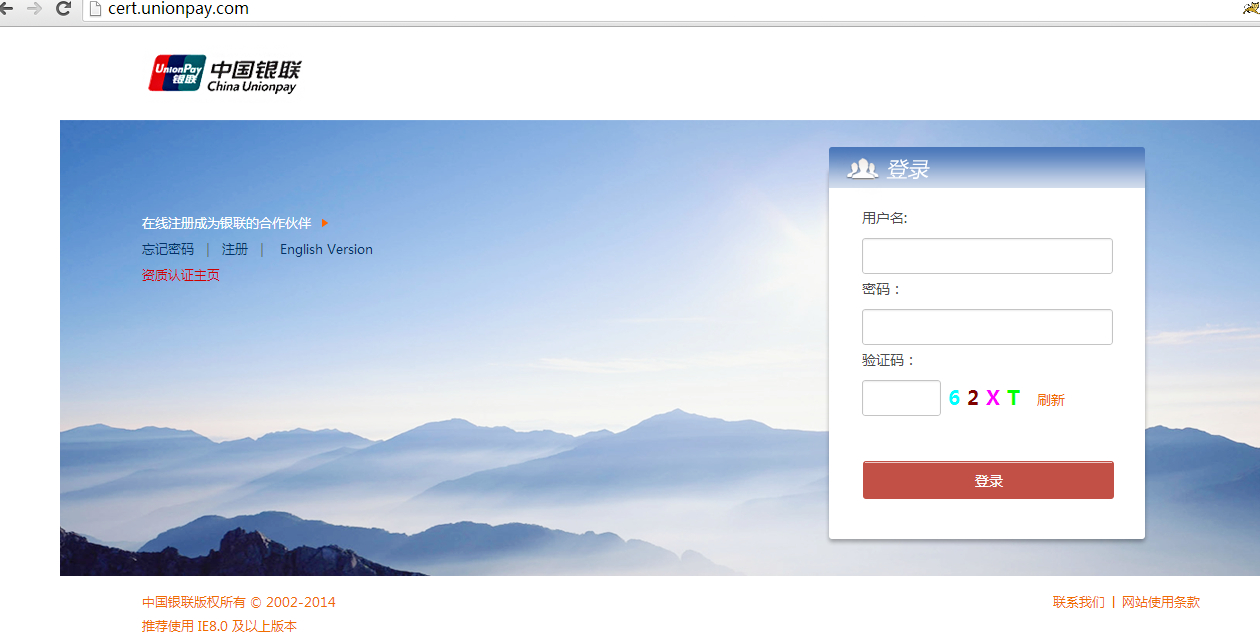 cert.unionpay.com
UnionPay
银联
中国银联
China Unionpay
登录
在线注册成为银联的合作伙伴
忘记密码 | 注册 | English Version
资质认证主页
用户名:
密码：
验证码：
62XT 刷新
登录
中国银联版权所有 © 2002-2014
联系我们 | 网站使用条款
推荐使用 IE8.0 及以上版本